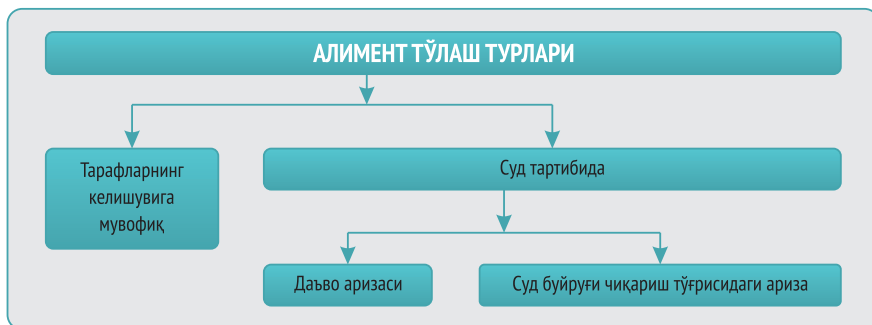 АЛИМЕНТ ТЎЛАШ ТУРЛАРИ
Тарафларнинг
келишувига
мувофиқ
Суд тартибида
Даъво аризаси
Суд буйруғи чиқариш тўғрисидаги ариза